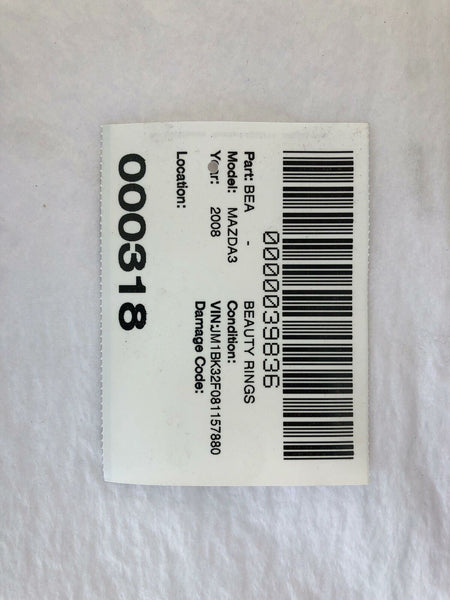 0000039836
Part: BEA - BEAUTY RINGS
Model: MAZDA3 Condition:
Year: 2008 VIN:JM1BK32F081157880
Damage Code:
Location:
000318